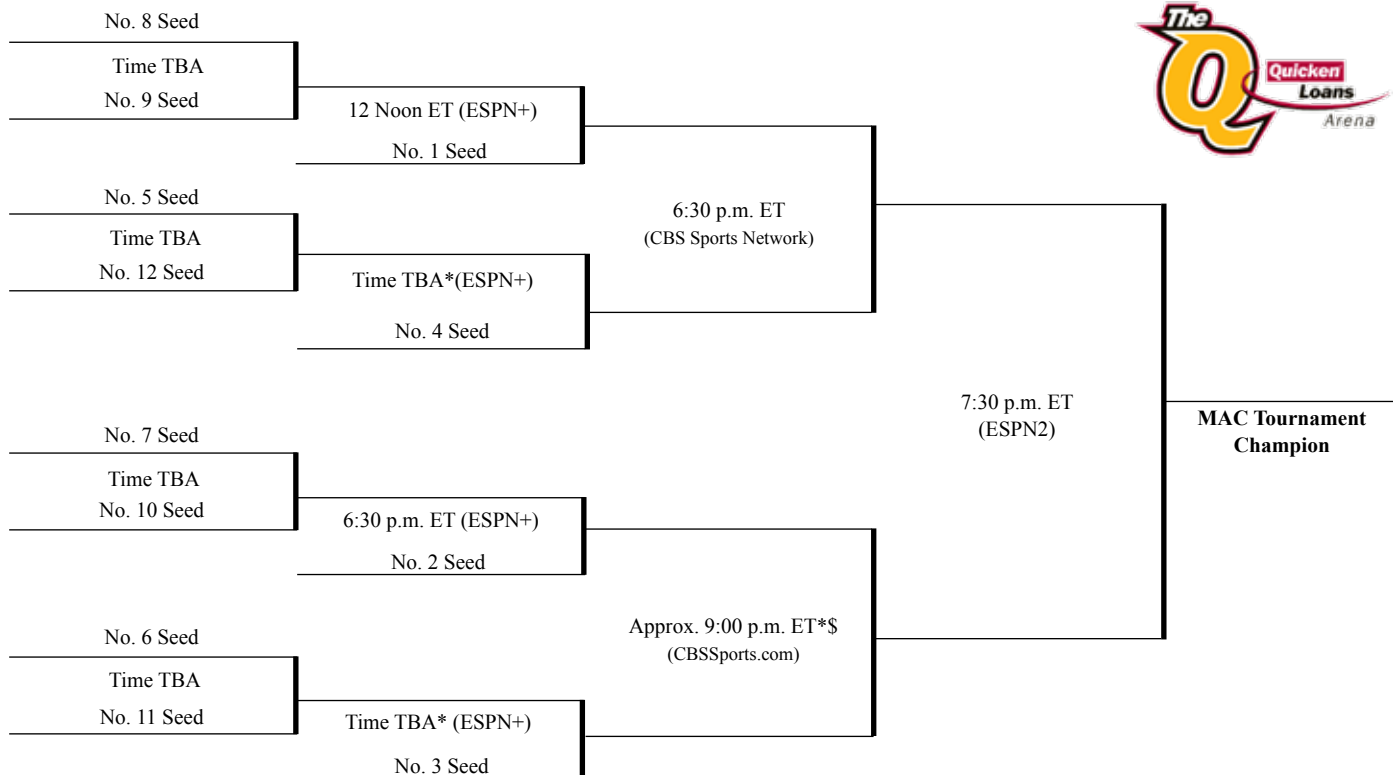 No. 8 Seed
Time TBA
No. 9 Seed
12 Noon ET (ESPN+)
No. 1 Seed
No. 5 Seed
Time TBA
No. 12 Seed
Time TBA*(ESPN+)
No. 4 Seed
6:30 p.m. ET
(CBS Sports Network)
No. 7 Seed
Time TBA
No. 10 Seed
6:30 p.m. ET (ESPN+)
No. 2 Seed
No. 6 Seed
Time TBA
No. 11 Seed
Time TBA* (ESPN+)
No. 3 Seed
Approx. 9:00 p.m. ET*$
(CBSSports.com)
7:30 p.m. ET
(ESPN2)
MAC Tournament
Champion
The
Q
Quicken
Loans
Arena